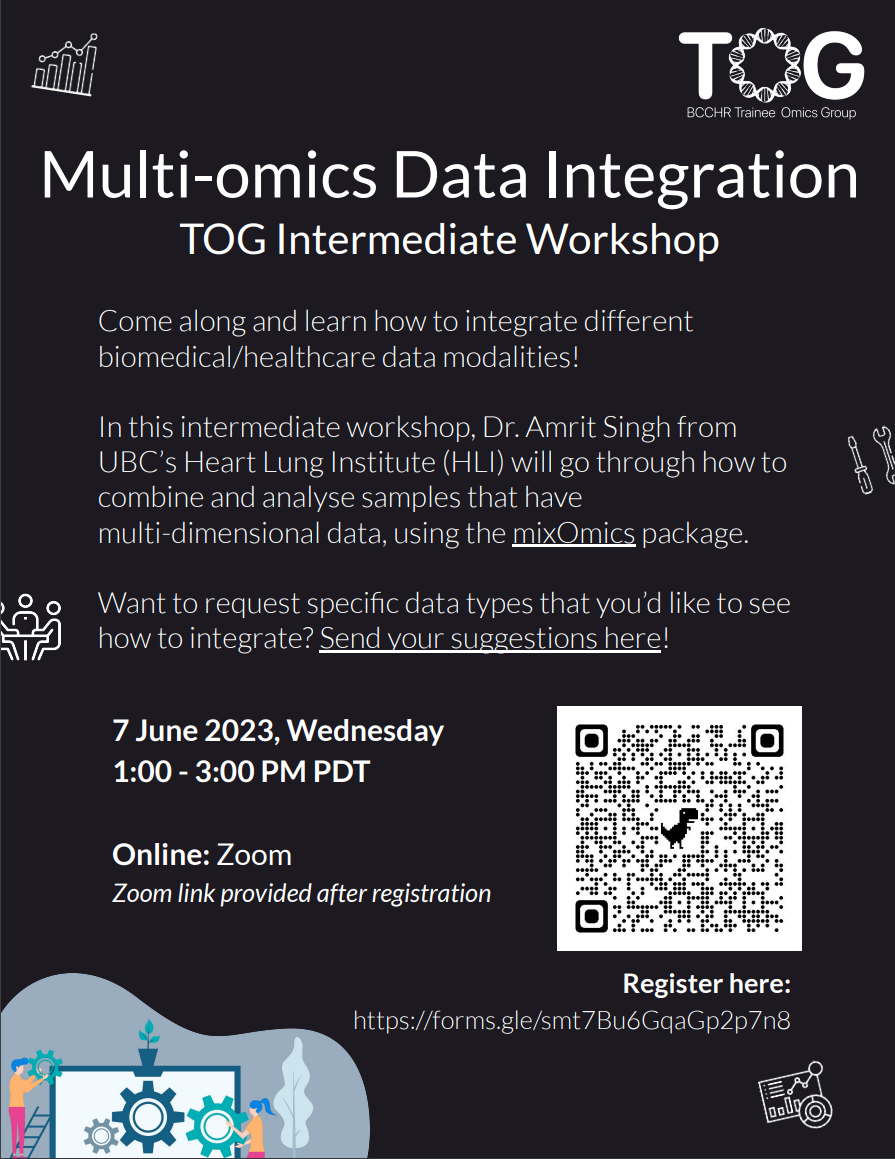 TOG
BCCHR Trainee Omics Group
Multi-omics Data Integration
TOG Intermediate Workshop
Come along and learn how to integrate different
biomedical/healthcare data modalities!
In this intermediate workshop, Dr. Amrit Singh from
UBC’s Heart Lung Institute (HLI) will go through how to
combine and analyse samples that have
multi-dimensional data, using the mixOmics package.
Want to request specific data types that you’d like to see
how to integrate? Send your suggestions here!
7 June 2023, Wednesday
1:00 - 3:00 PM PDT
Online: Zoom
Zoom link provided after registration
Register here:
https://forms.gle/smt7Bu6GqaGp2p7n8